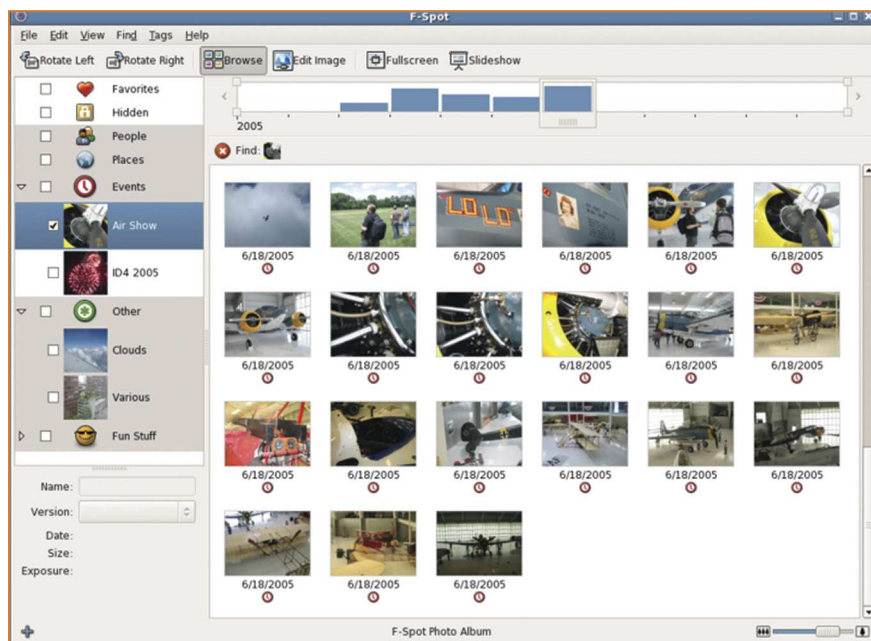 F-Spot
File Edit View Find Tags Help
Rotate Left Rotate Right Browse Edit Image Fullscreen Slideshow
Favorites
Hidden
People
Places
Events
Air Show
ID4 2005
Other
Clouds
Various
Fun Stuff
Name:
Version:
Date:
Size:
Exposure:
2005
Find:
LD LD
6/18/2005 6/18/2005 6/18/2005 6/18/2005 6/18/2005 6/18/2005
6/18/2005 6/18/2005 6/18/2005 6/18/2005 6/18/2005 6/18/2005
6/18/2005 6/18/2005 6/18/2005 6/18/2005 6/18/2005 6/18/2005
6/18/2005 6/18/2005 6/18/2005
F-Spot Photo Album